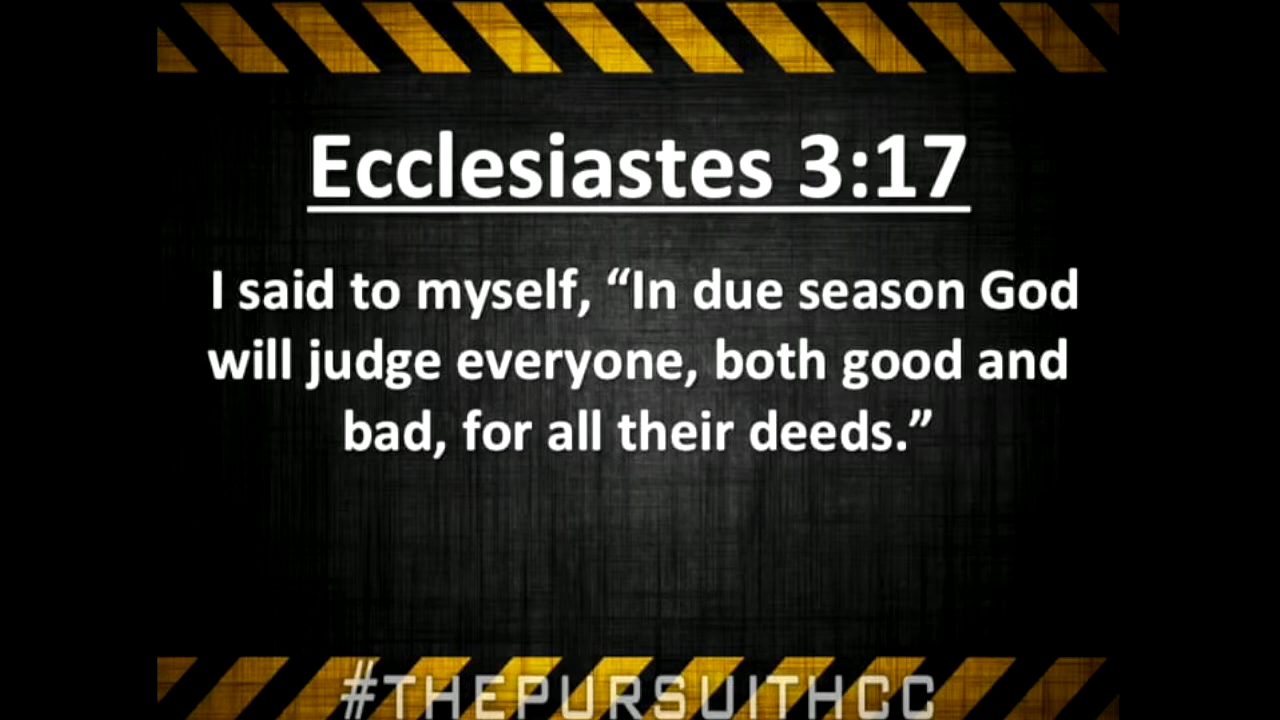 Ecclesiastes 3:17
I said to myself, “In due season God
will judge everyone, both good and
bad, for all their deeds.”
#THEPURSUITHCC